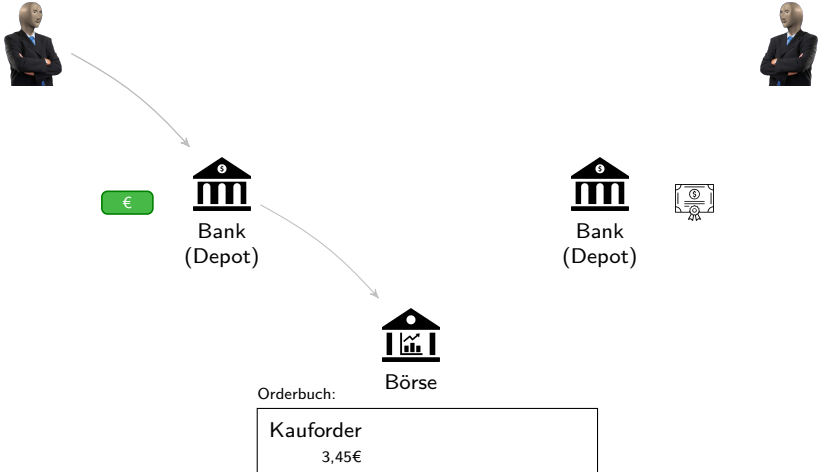 €
Bank
(Depot)
Bank
(Depot)
Börse
Orderbuch:
Kauforder
3,45€